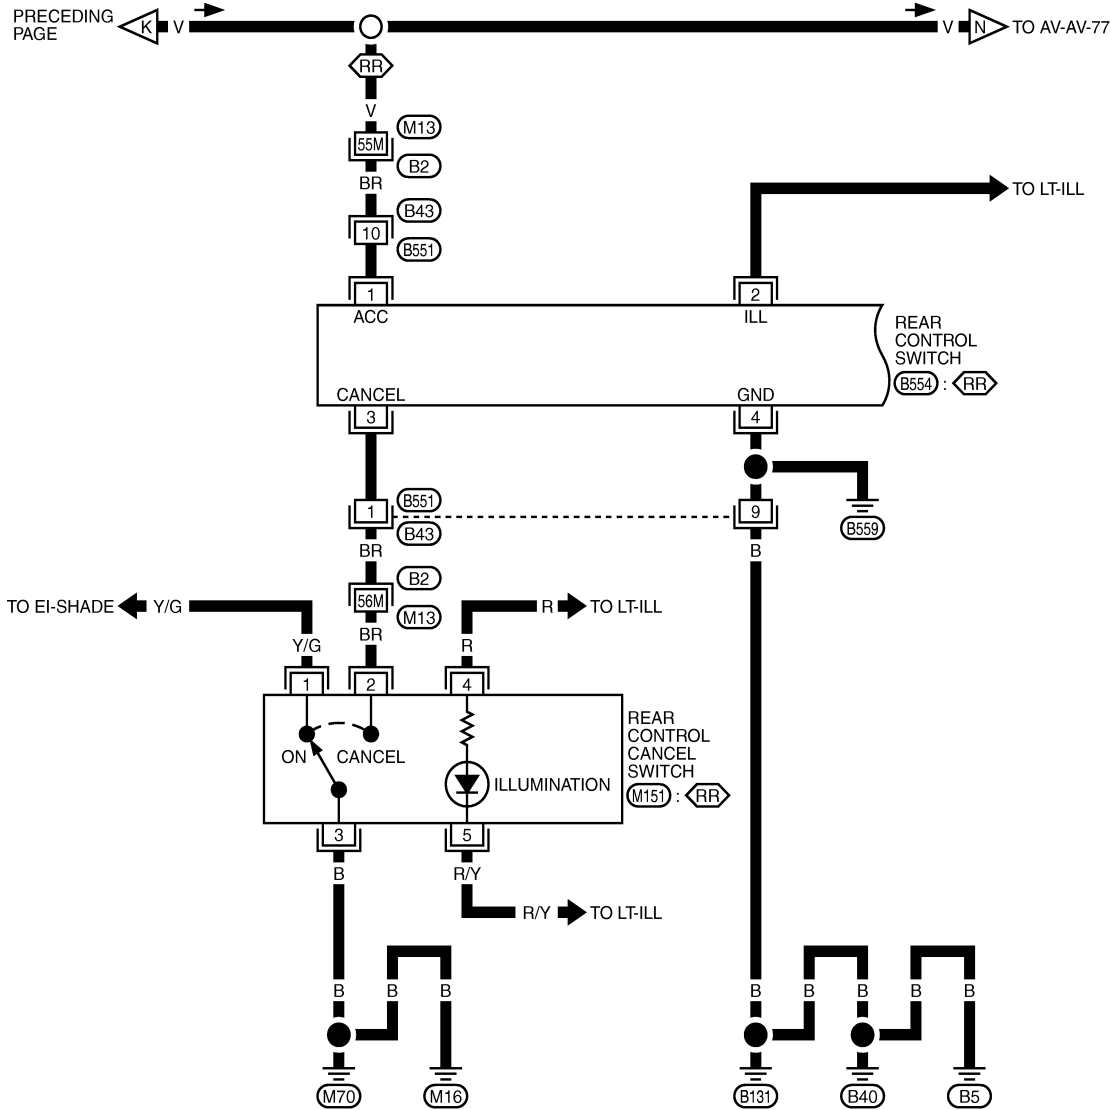 PRECEDING
PAGE
K
V
V
N
TO AV-AV-77
RR
V
55M
M13
B2
BR
TO LT-ILL
B43
10
B551
1
2
ACC
ILL
REAR
CONTROL
SWITCH
B554 : RR
CANCEL
GND
3
4
B551
1
9
B559
B43
BR
B
B2
56M
TO EI-SHADE
Y/G
R
TO LT-ILL
M13
BR
Y/G
R
1
2
4
REAR
CONTROL
CANCEL
SWITCH
M151 : RR
ON
CANCEL
ILLUMINATION
3
5
B
R/Y
R/Y
TO LT-ILL
B
B
B
B
B
B
B
B
M70
M16
B131
B40
B5